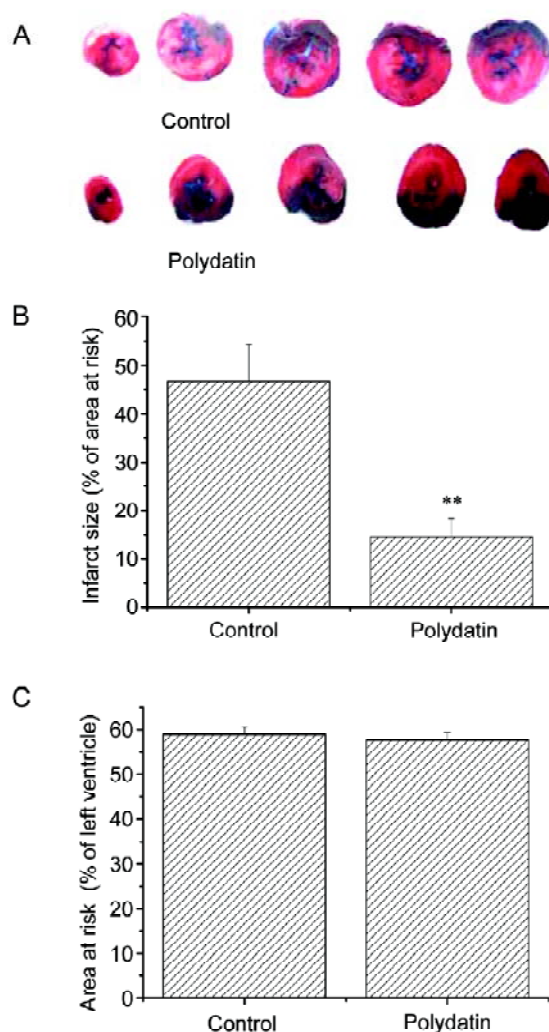 A
Control
Polydatin
B
Infarct size (% of area at risk)
60
50
40
30
20
10
0
**
Control
Polydatin
C
Area at risk (% of left ventricle)
60
50
40
30
20
10
0
Control
Polydatin